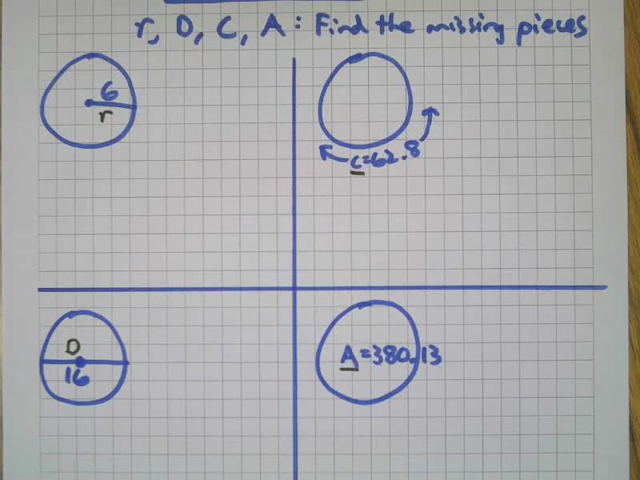 r, D, C, A: Find the missing pieces
6
r
C=62.8
D
16
A=380.13